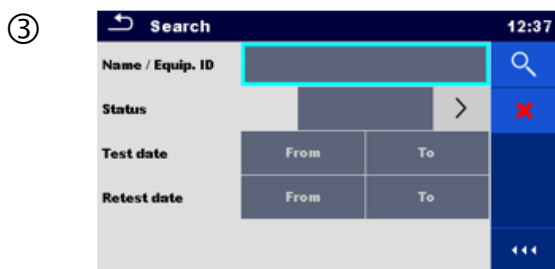 ③
Search 12:37
Name / Equip. ID
Status
Test date From To
Retest date From To